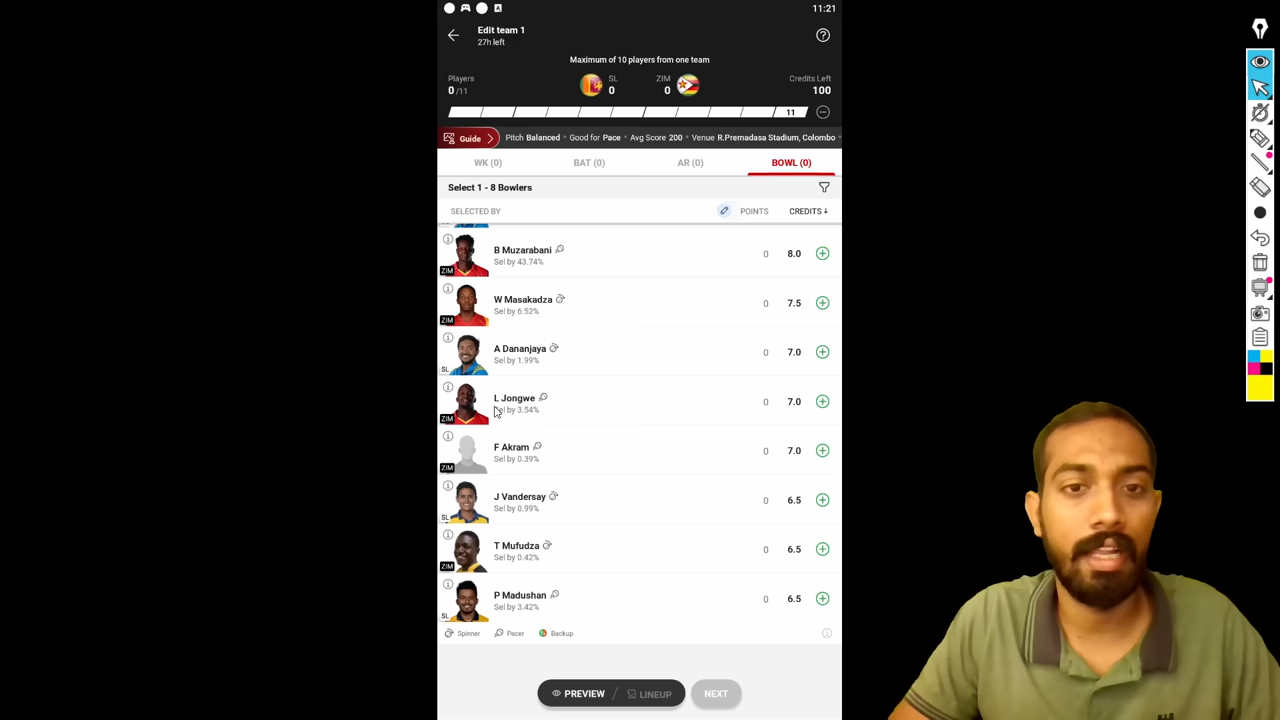 11:21
Edit team 1
27h left
Maximum of 10 players from one team
Players SL ZIM Credits Left
0/11 0 0 100
11
Guide Pitch Balanced Good for Pace Avg Score 200 Venue R.Premadasa Stadium, Colombo
WK (0) BAT (0) AR (0) BOWL (0)
Select 1 - 8 Bowlers
SELECTED BY POINTS CREDITS↓
B Muzarabani
Sel by 43.74% 0 8.0
ZIM
W Masakadza
Sel by 6.52% 0 7.5
ZIM
A Dananjaya
Sel by 1.99% 0 7.0
SL
L Jongwe
Sel by 3.54% 0 7.0
ZIM
F Akram
Sel by 0.39% 0 7.0
ZIM
J Vandersay
Sel by 0.99% 0 6.5
SL
T Mufudza
Sel by 0.42% 0 6.5
ZIM
P Madushan
Sel by 3.42% 0 6.5
SL
Spinner Pacer Backup
PREVIEW / LINEUP NEXT